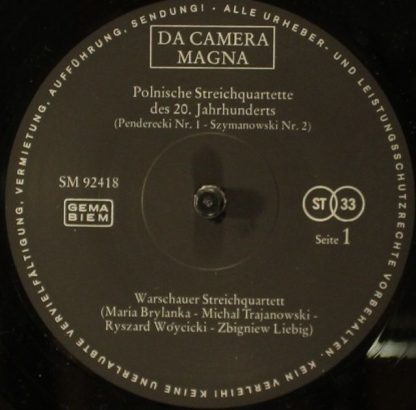 ALLE URHEBER- UND LEISTUNGSSCHUTZRECHTE VORBEHALTEN. KEIN VERLEIH! KEINE UNERLAUBTE VERVIELFÄLTIGUNG, VERMIETUNG, AUFFÜHRUNG, SENDUNG! -
DA CAMERA
MAGNA
Polnische Streichquartette
des 20. Jahrhunderts
(Penderecki Nr. 1 - Szymanowski Nr. 2)
SM 92418
GEMA
BIEM
ST 33
Seite 1
Warschauer Streichquartett
(Maria Brylanka - Michal Trajanowski -
Ryszard Wóycicki - Zbigniew Liebig)